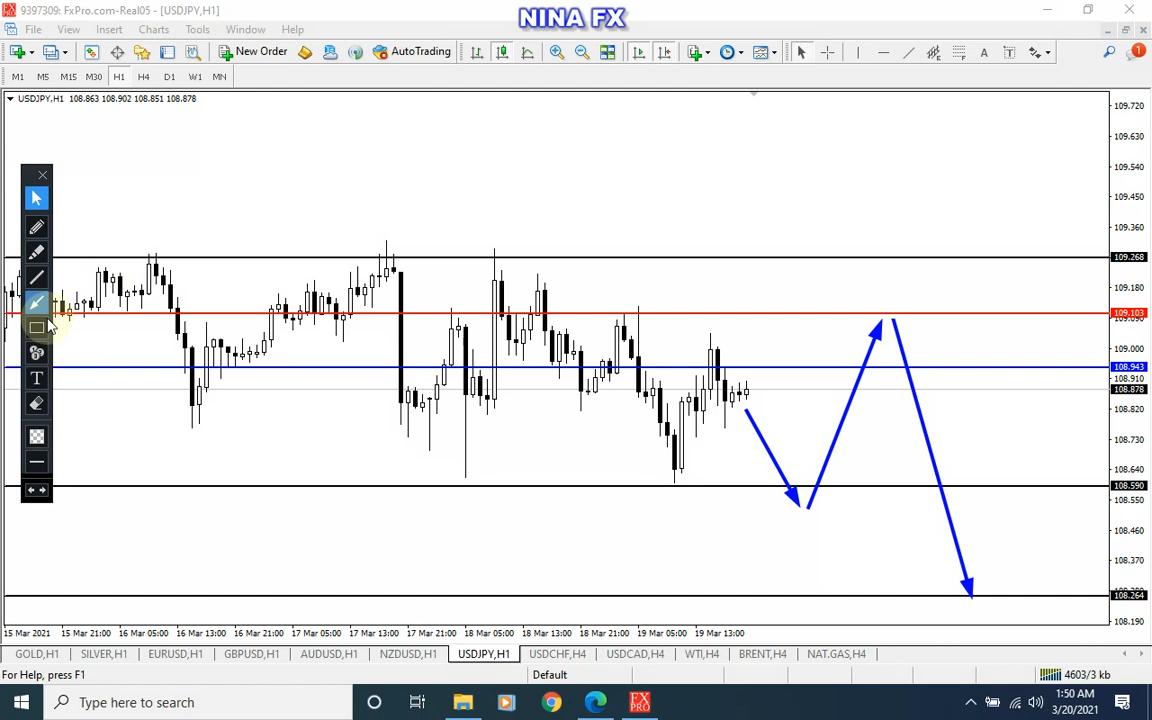 9397309: FxPro.com-Real05 - [USDJPY,H1]
NINA FX
File View Insert Charts Tools Window Help
New Order AutoTrading
A T
1
M1 M5 M15 M30 H1 H4 D1 W1 MN
USDJPY,H1 108.863 108.902 108.851 108.878
109.720
109.630
109.540
109.450
109.360
109.268
109.180
109.103
109.000
108.943
108.910
108.878
108.820
108.730
108.640
108.590
108.550
108.460
108.370
108.264
108.190
T
15 Mar 2021 15 Mar 21:00 16 Mar 05:00 16 Mar 13:00 16 Mar 21:00 17 Mar 05:00 17 Mar 13:00 17 Mar 21:00 18 Mar 05:00 18 Mar 13:00 18 Mar 21:00 19 Mar 05:00 19 Mar 13:00
GOLD,H1 SILVER,H1 EURUSD,H1 GBPUSD,H1 AUDUSD,H1 NZDUSD,H1 USDJPY,H1 USDCHF,H4 USDCAD,H4 WTI,H4 BRENT,H4 NAT.GAS,H4
For Help, press F1 Default 4603/3 kb
Type here to search
FX PRO
1:50 AM
3/20/2021